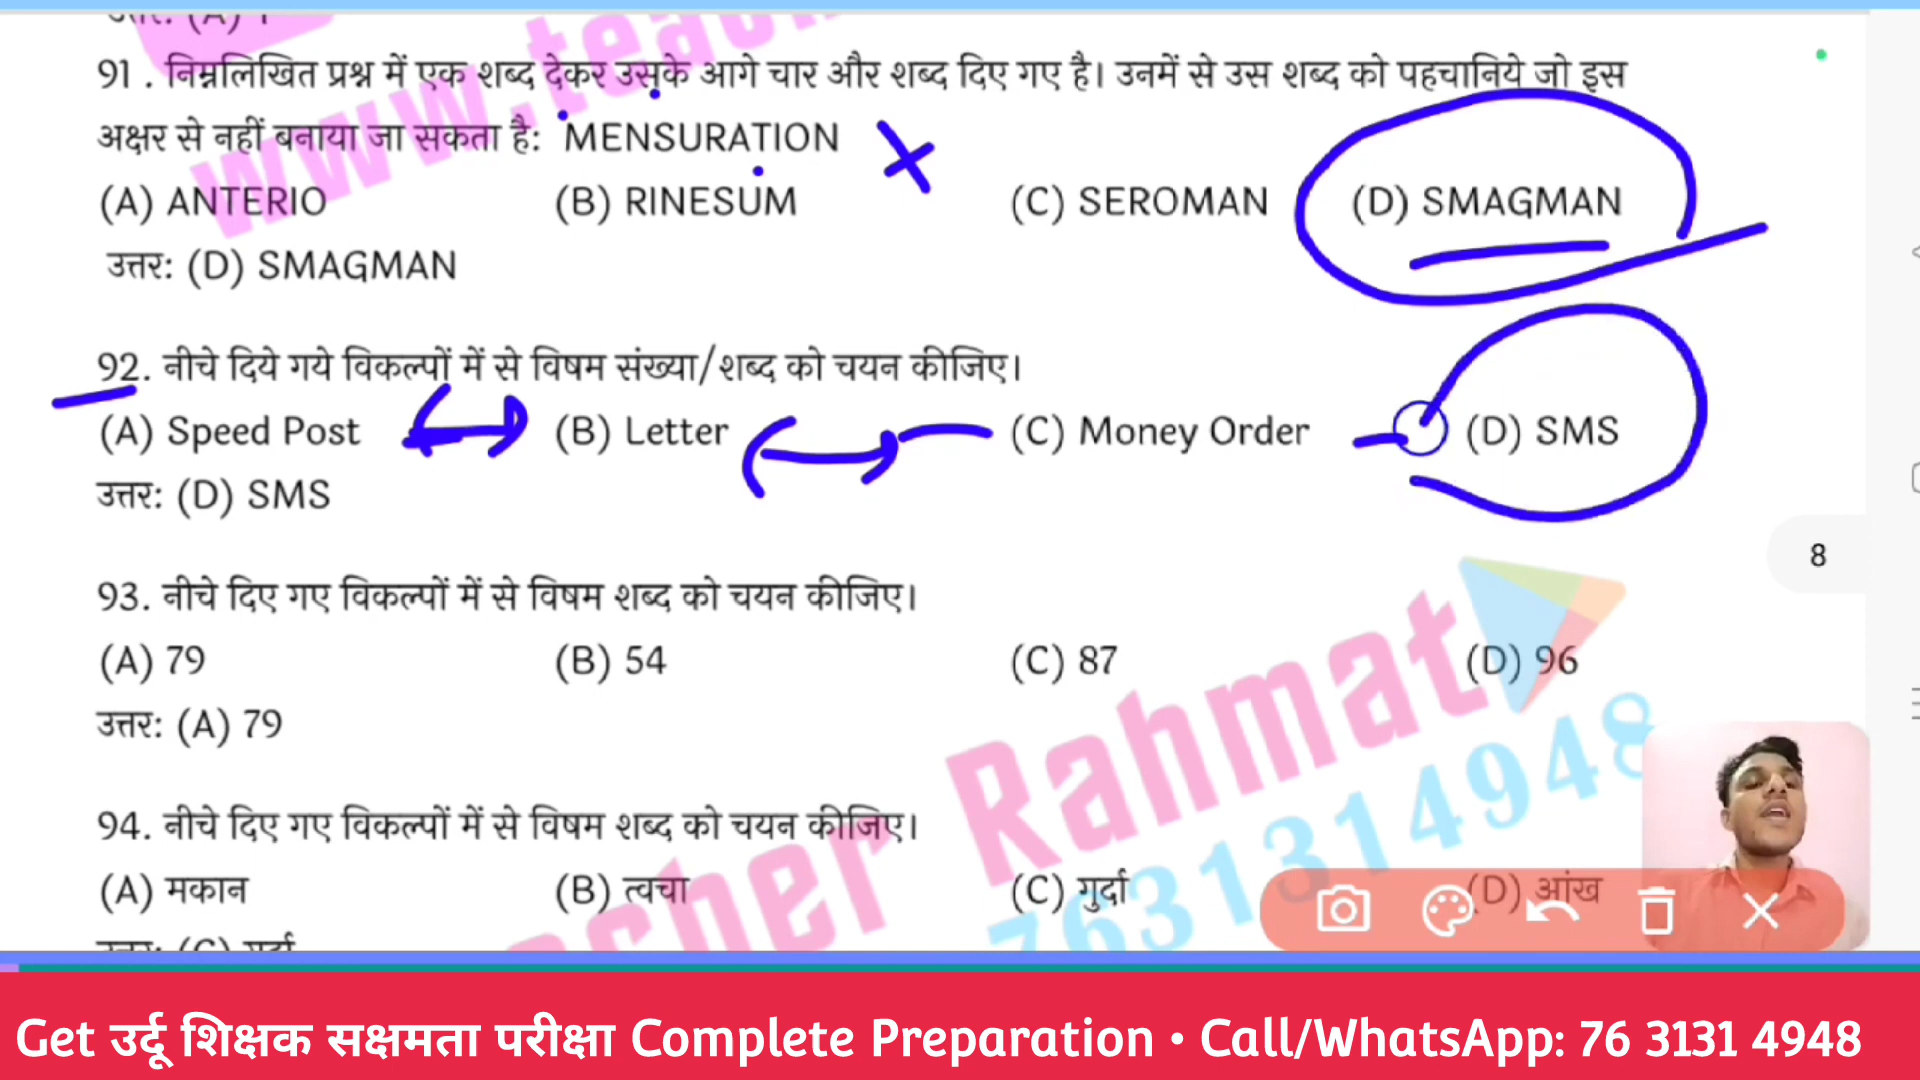 91 . निम्नलिखित प्रश्न में एक शब्द देकर उसके आगे चार और शब्द दिए गए है। उनमें से उस शब्द को पहचानिये जो इस
अक्षर से नहीं बनाया जा सकता है: MENSURATION
(A) ANTERIO (B) RINESUM (C) SEROMAN (D) SMAGMAN
उत्तर: (D) SMAGMAN
92. नीचे दिये गये विकल्पों में से विषम संख्या/शब्द को चयन कीजिए।
(A) Speed Post (B) Letter (C) Money Order (D) SMS
उत्तर: (D) SMS
8
93. नीचे दिए गए विकल्पों में से विषम शब्द को चयन कीजिए।
(A) 79 (B) 54 (C) 87 (D) 96
उत्तर: (A) 79
94. नीचे दिए गए विकल्पों में से विषम शब्द को चयन कीजिए।
(A) मकान (B) त्वचा (C) गुर्दा (D) आंख
www.teac
cher Rahmat
7631314948
Get उर्दू शिक्षक सक्षमता परीक्षा Complete Preparation • Call/WhatsApp: 76 3131 4948